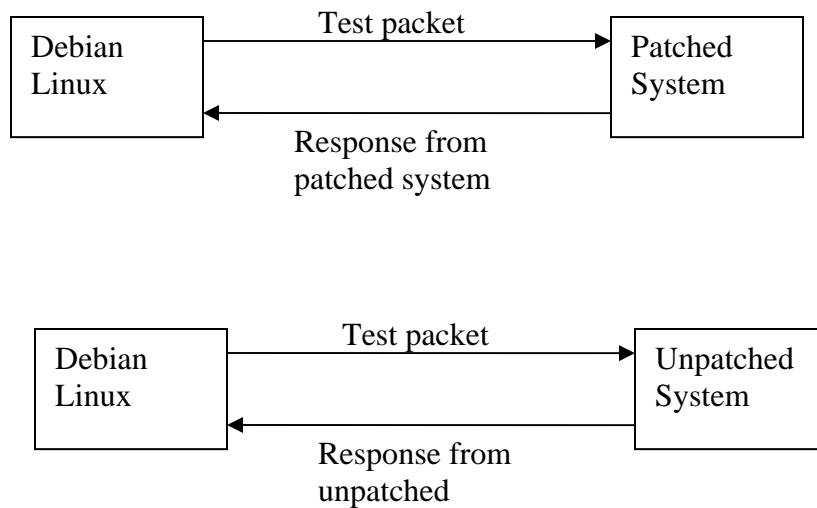 Test packet
Debian
Linux
Patched
System
Response from
patched system
Test packet
Debian
Linux
Unpatched
System
Response from
unpatched